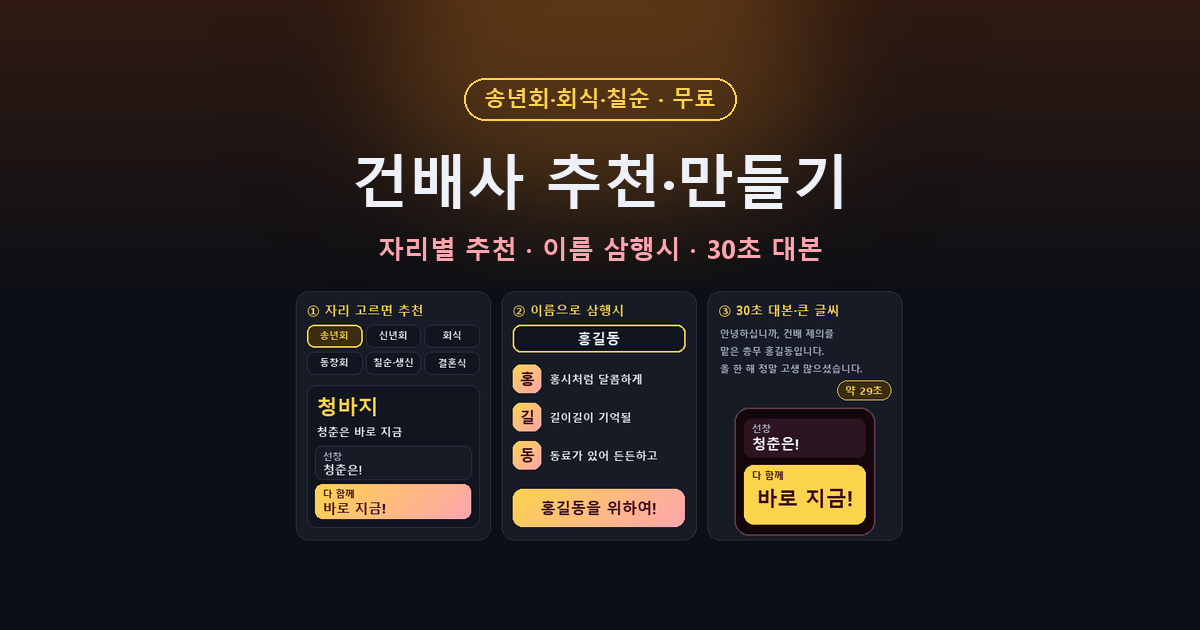 송년회·회식·칠순 · 무료
건배사 추천·만들기
자리별 추천 · 이름 삼행시 · 30초 대본
① 자리 고르면 추천
송년회 신년회 회식
동창회 칠순·생신 결혼식
청바지
청춘은 바로 지금
선창
청춘은!
다 함께
바로 지금!
② 이름으로 삼행시
홍길동
홍 홍시처럼 달콤하게
길 길이길이 기억될
동 동료가 있어 든든하고
홍길동을 위하여!
③ 30초 대본·큰 글씨
안녕하십니까, 건배 제의를
맡은 총무 홍길동입니다.
올 한 해 정말 고생 많으셨습니다.
약 29초
선창
청춘은!
다 함께
바로 지금!